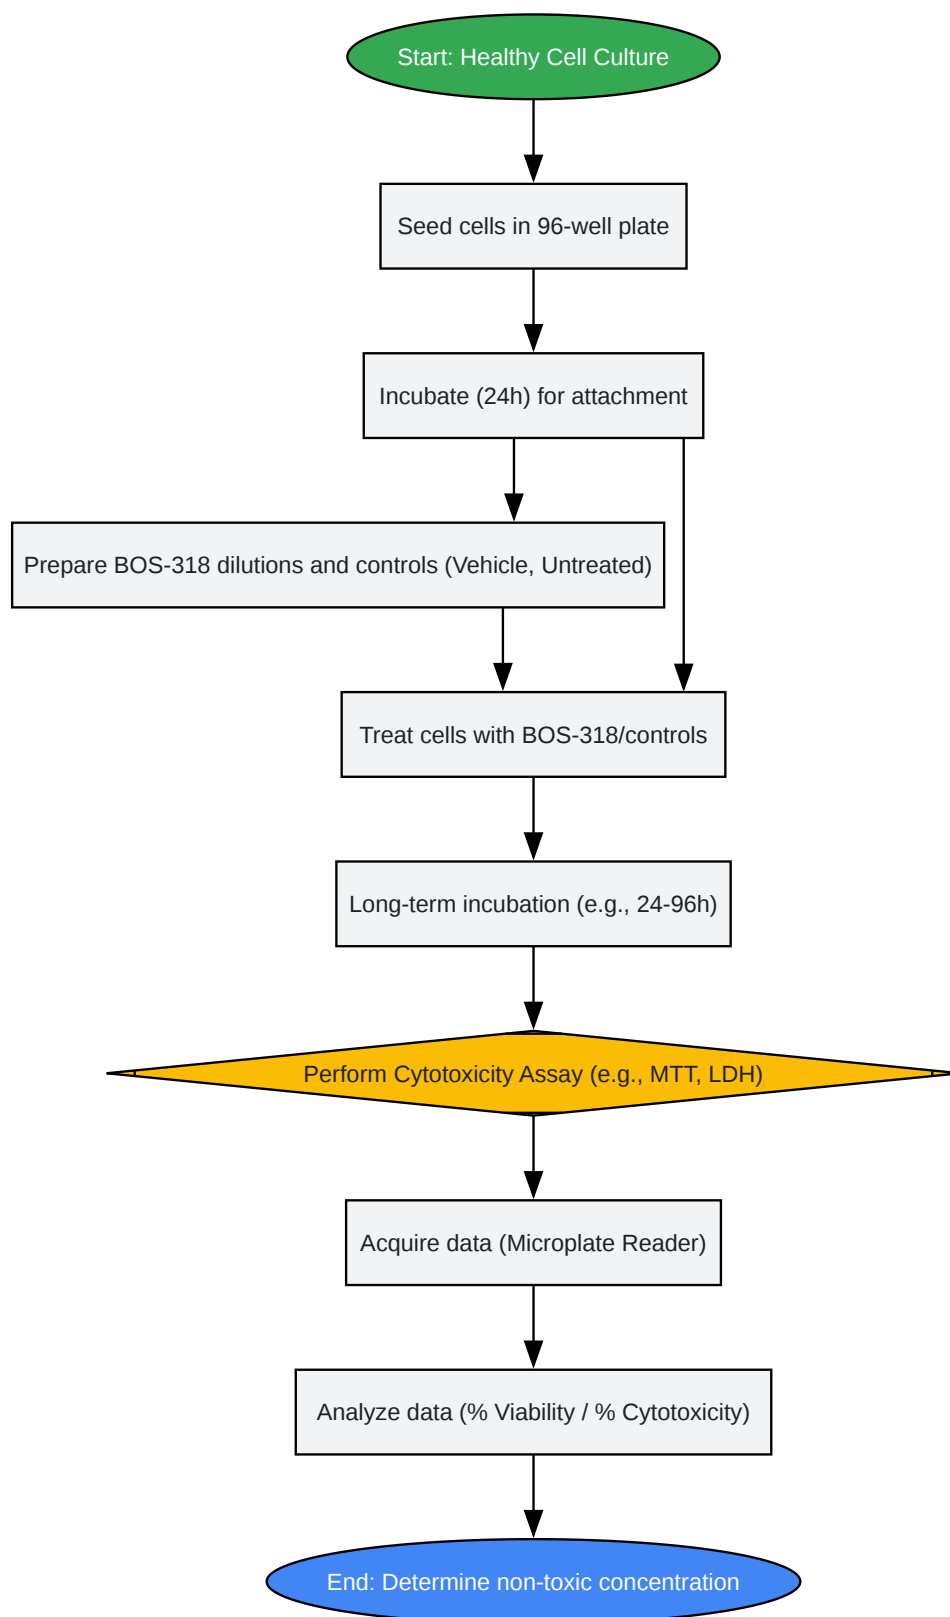 Start: Healthy Cell Culture
Seed cells in 96-well plate
Incubate (24h) for attachment
Prepare BOS-318 dilutions and controls (Vehicle, Untreated)
Treat cells with BOS-318/controls
Long-term incubation (e.g., 24-96h)
Perform Cytotoxicity Assay (e.g., MTT, LDH)
Acquire data (Microplate Reader)
Analyze data (% Viability / % Cytotoxicity)
End: Determine non-toxic concentration